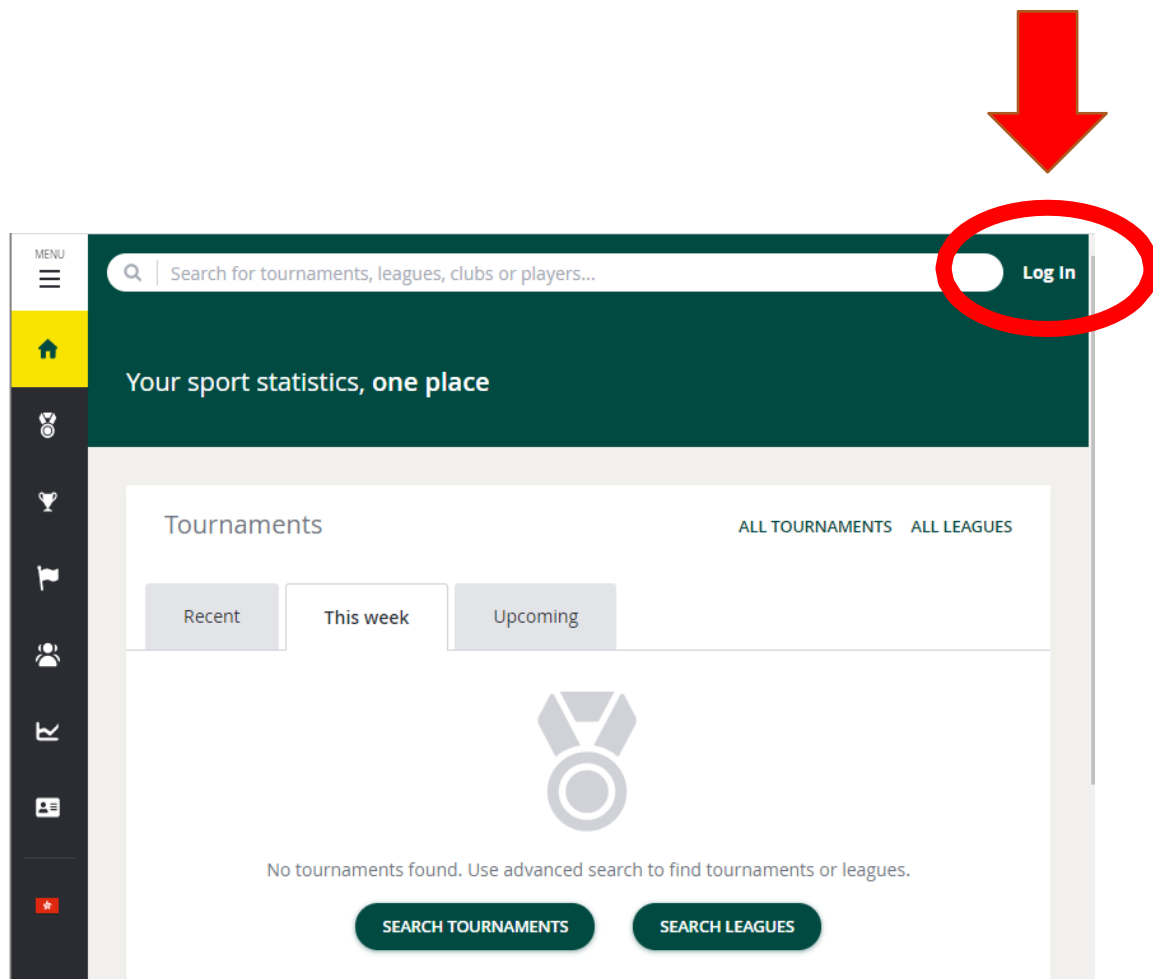 MENU
Search for tournaments, leagues, clubs or players...
Log In
Your sport statistics, one place
Tournaments
ALL TOURNAMENTS ALL LEAGUES
Recent This week Upcoming
No tournaments found. Use advanced search to find tournaments or leagues.
SEARCH TOURNAMENTS SEARCH LEAGUES